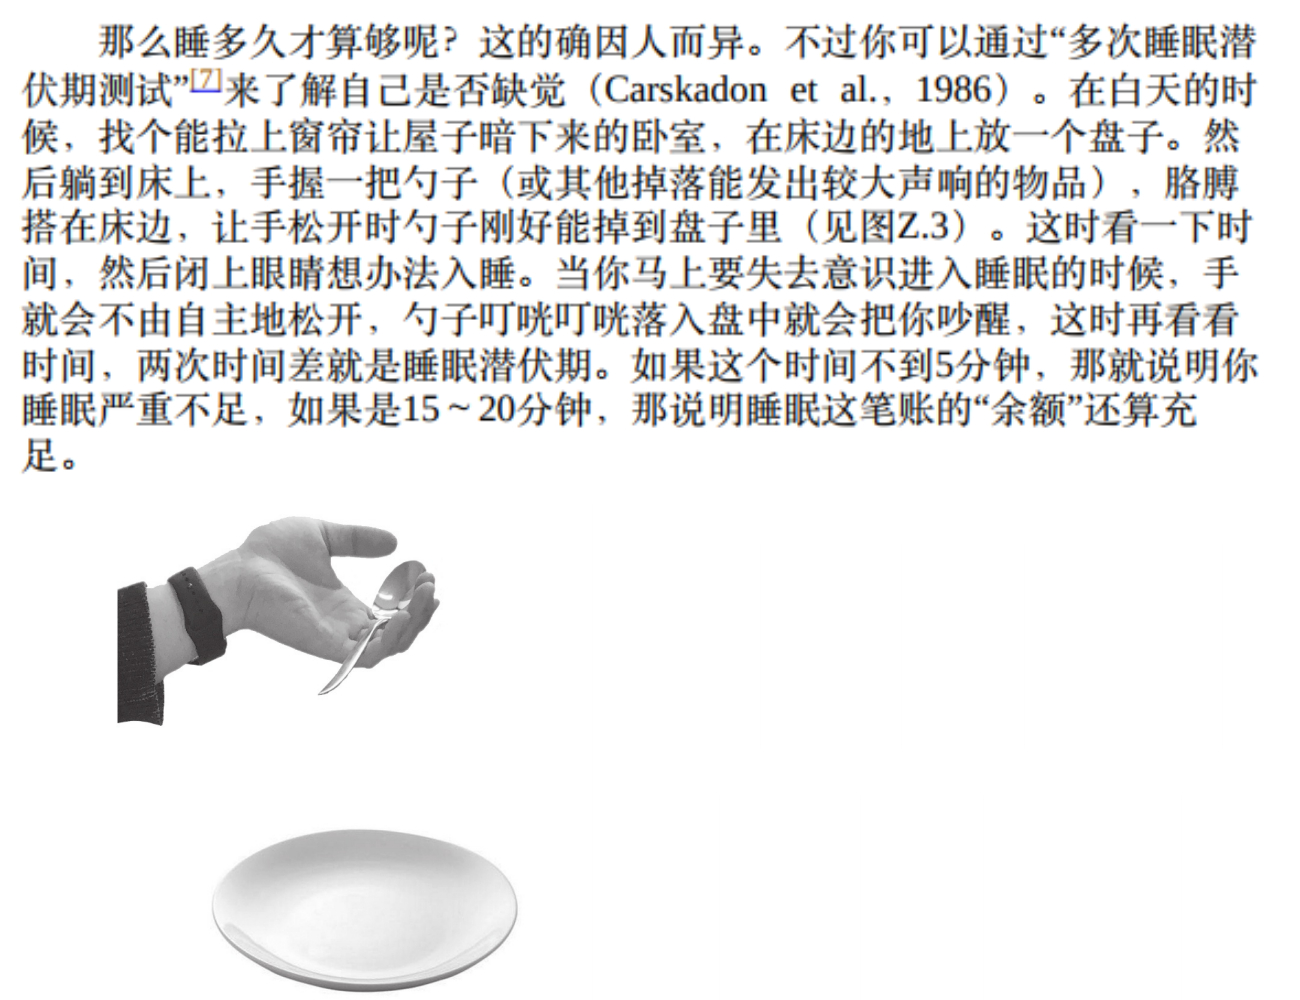 那么睡多久才算够呢？这的确因人而异。不过你可以通过“多次睡眠潜
伏期测试”[7]来了解自己是否缺觉（Carskadon et al.，1986）。在白天的时
候，找个能拉上窗帘让屋子暗下来的卧室，在床边的地上放一个盘子。然
后躺到床上，手握一把勺子（或其他掉落能发出较大声响的物品），胳膊
搭在床边，让手松开时勺子刚好能掉到盘子里（见图Z.3）。这时看一下时
间，然后闭上眼睛想办法入睡。当你马上要失去意识进入睡眠的时候，手
就会不由自主地松开，勺子叮咣叮咣落入盘中就会把你吵醒，这时再看看
时间，两次时间差就是睡眠潜伏期。如果这个时间不到5分钟，那就说明你
睡眠严重不足，如果是15～20分钟，那说明睡眠这笔账的“余额”还算充
足。